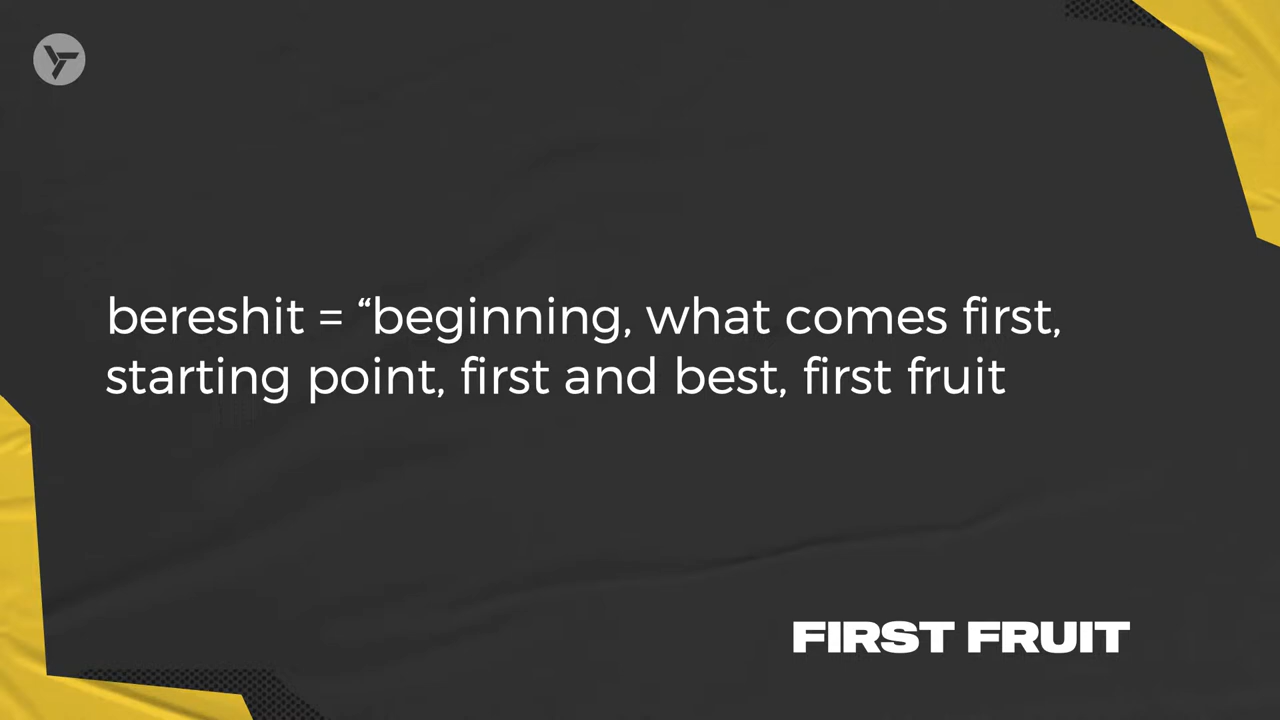 bereshit = “beginning, what comes first,
starting point, first and best, first fruit
FIRST FRUIT